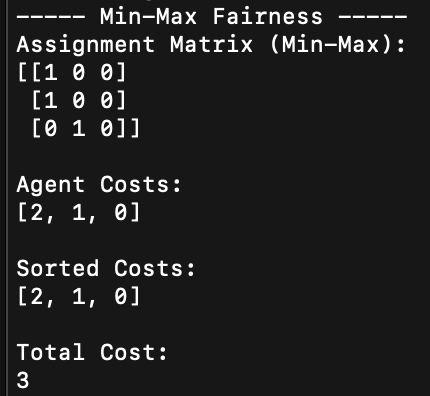 ----- Min-Max Fairness -----
Assignment Matrix (Min-Max):
[[1 0 0]
 [1 0 0]
 [0 1 0]]
Agent Costs:
[2, 1, 0]
Sorted Costs:
[2, 1, 0]
Total Cost:
3